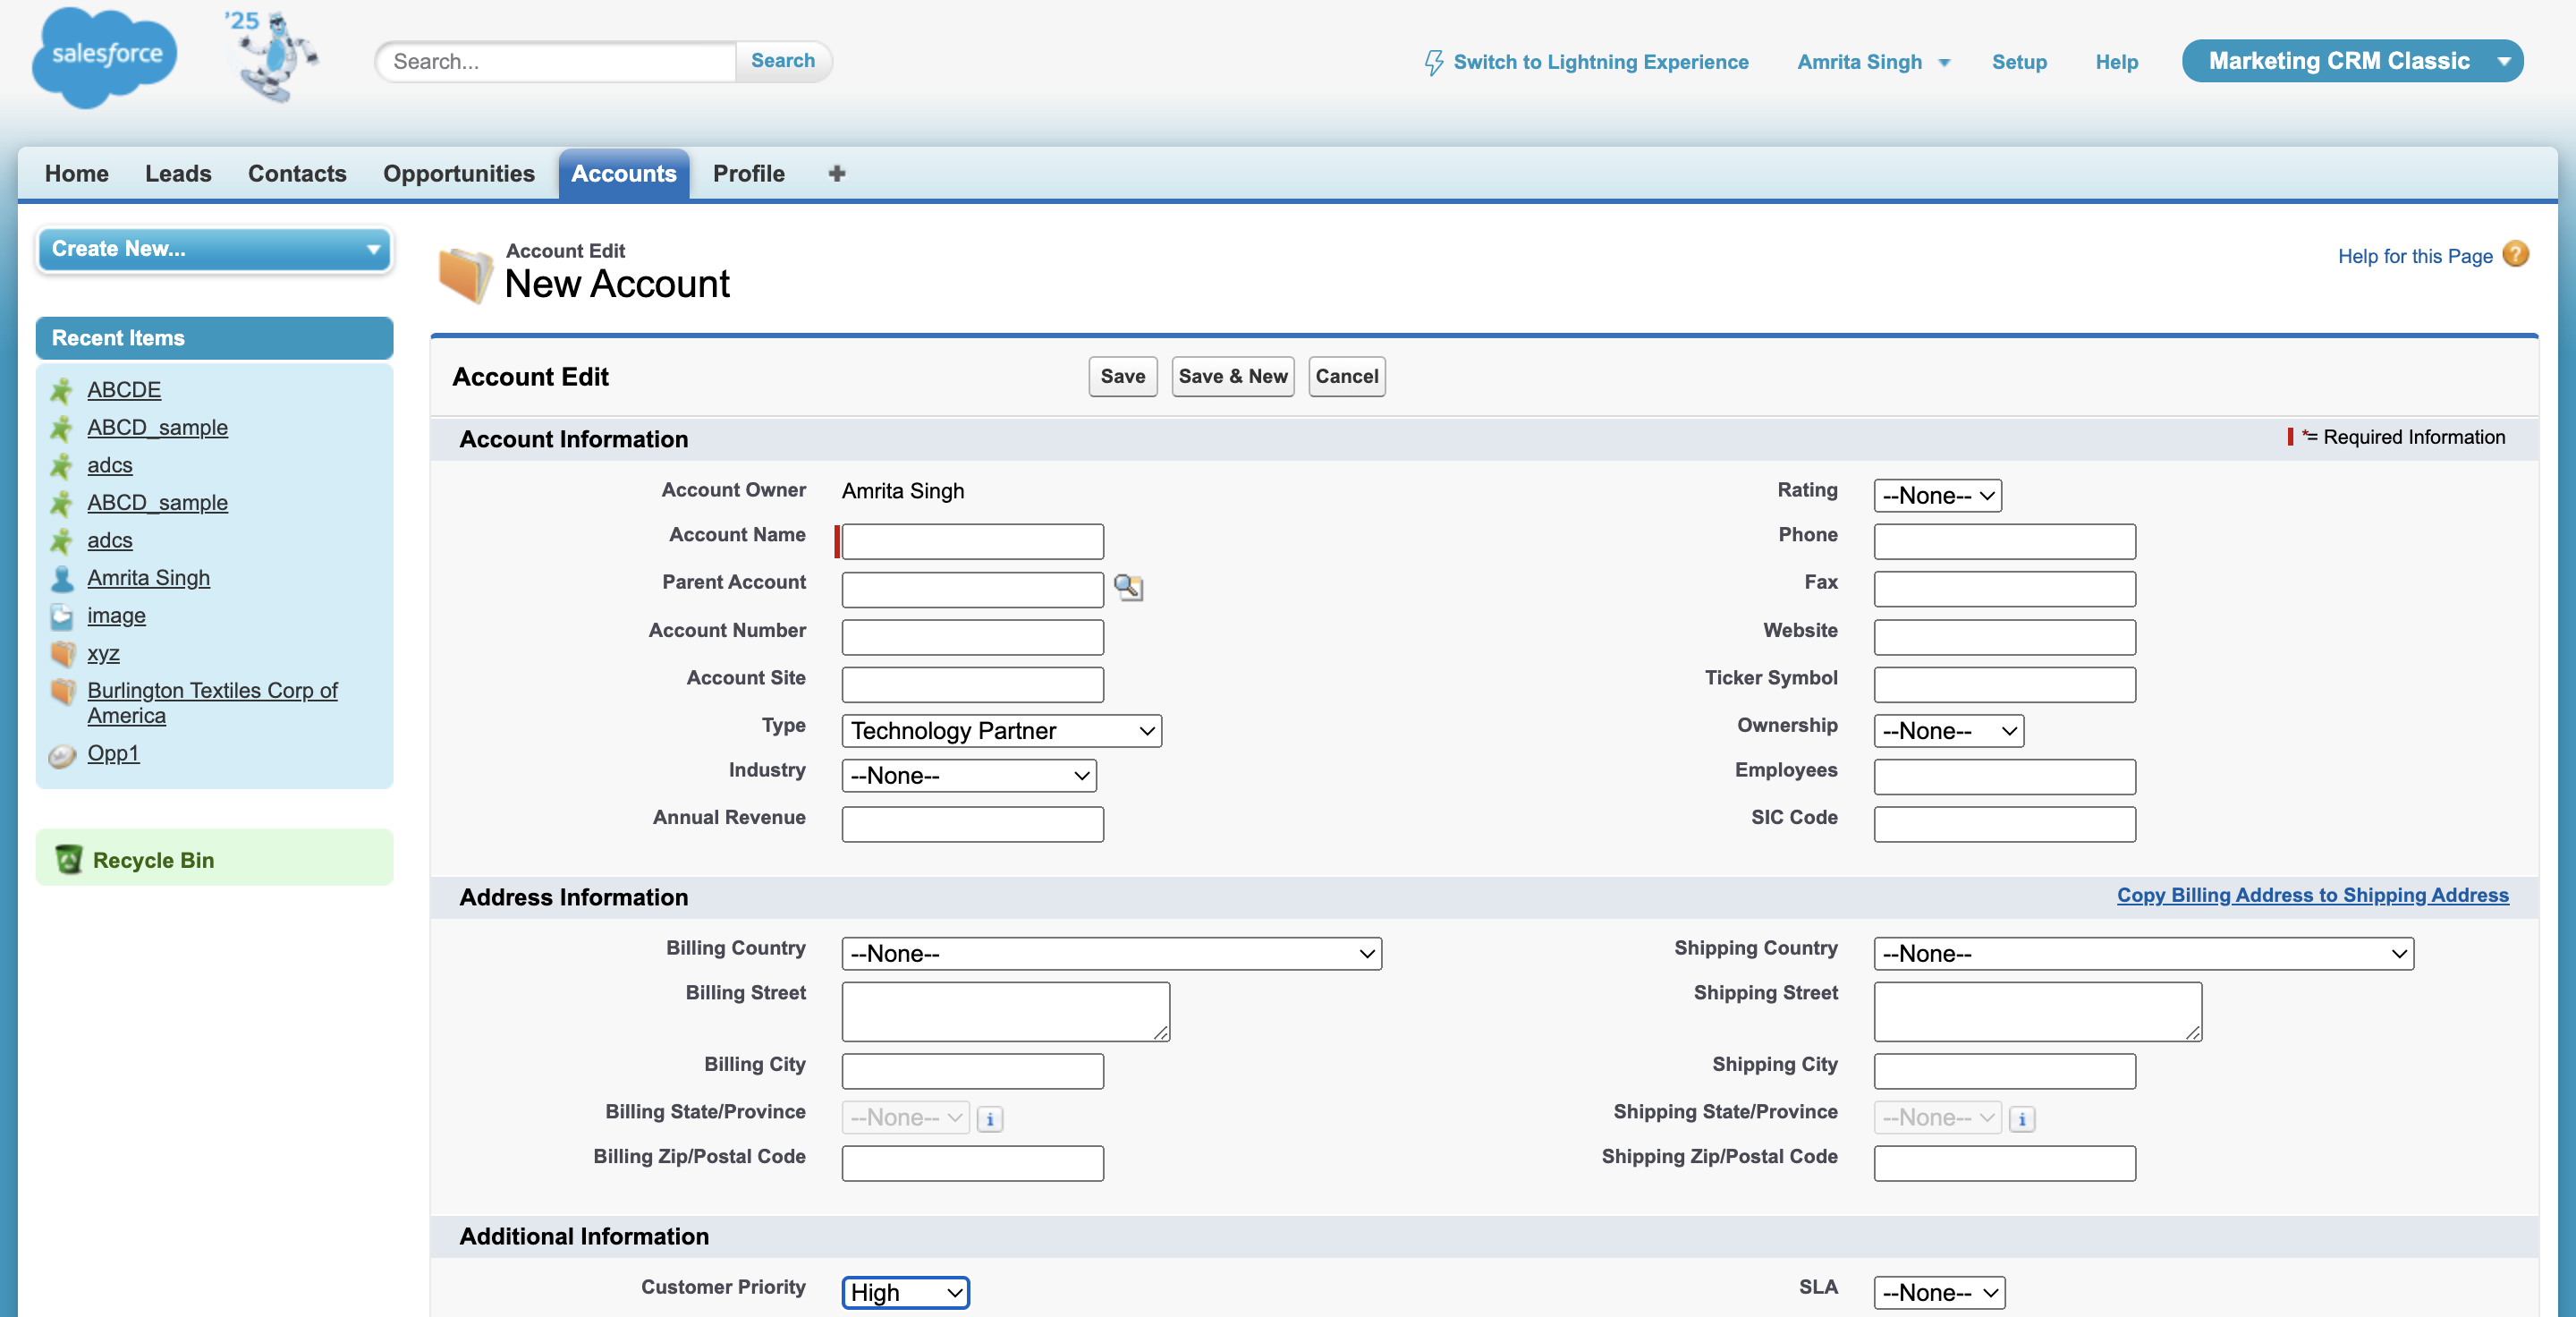 salesforce
'25
Search...
Search
Switch to Lightning Experience
Amrita Singh
Setup
Help
Marketing CRM Classic
Home
Leads
Contacts
Opportunities
Accounts
Profile
+
Create New...
Recent Items
ABCDE
ABCD_sample
adcs
ABCD_sample
adcs
Amrita Singh
image
xyz
Burlington Textiles Corp of
America
Opp1
Recycle Bin
Account Edit
New Account
Help for this Page ?
Account Edit
Save
Save & New
Cancel
Account Information
*= Required Information
Account Owner Amrita Singh
Rating --None--
Account Name
Phone
Parent Account
Fax
Account Number
Website
Account Site
Ticker Symbol
Type Technology Partner
Ownership --None--
Industry --None--
Employees
Annual Revenue
SIC Code
Address Information
Copy Billing Address to Shipping Address
Billing Country --None--
Shipping Country --None--
Billing Street
Shipping Street
Billing City
Shipping City
Billing State/Province --None-- i
Shipping State/Province --None-- i
Billing Zip/Postal Code
Shipping Zip/Postal Code
Additional Information
Customer Priority High
SLA --None--